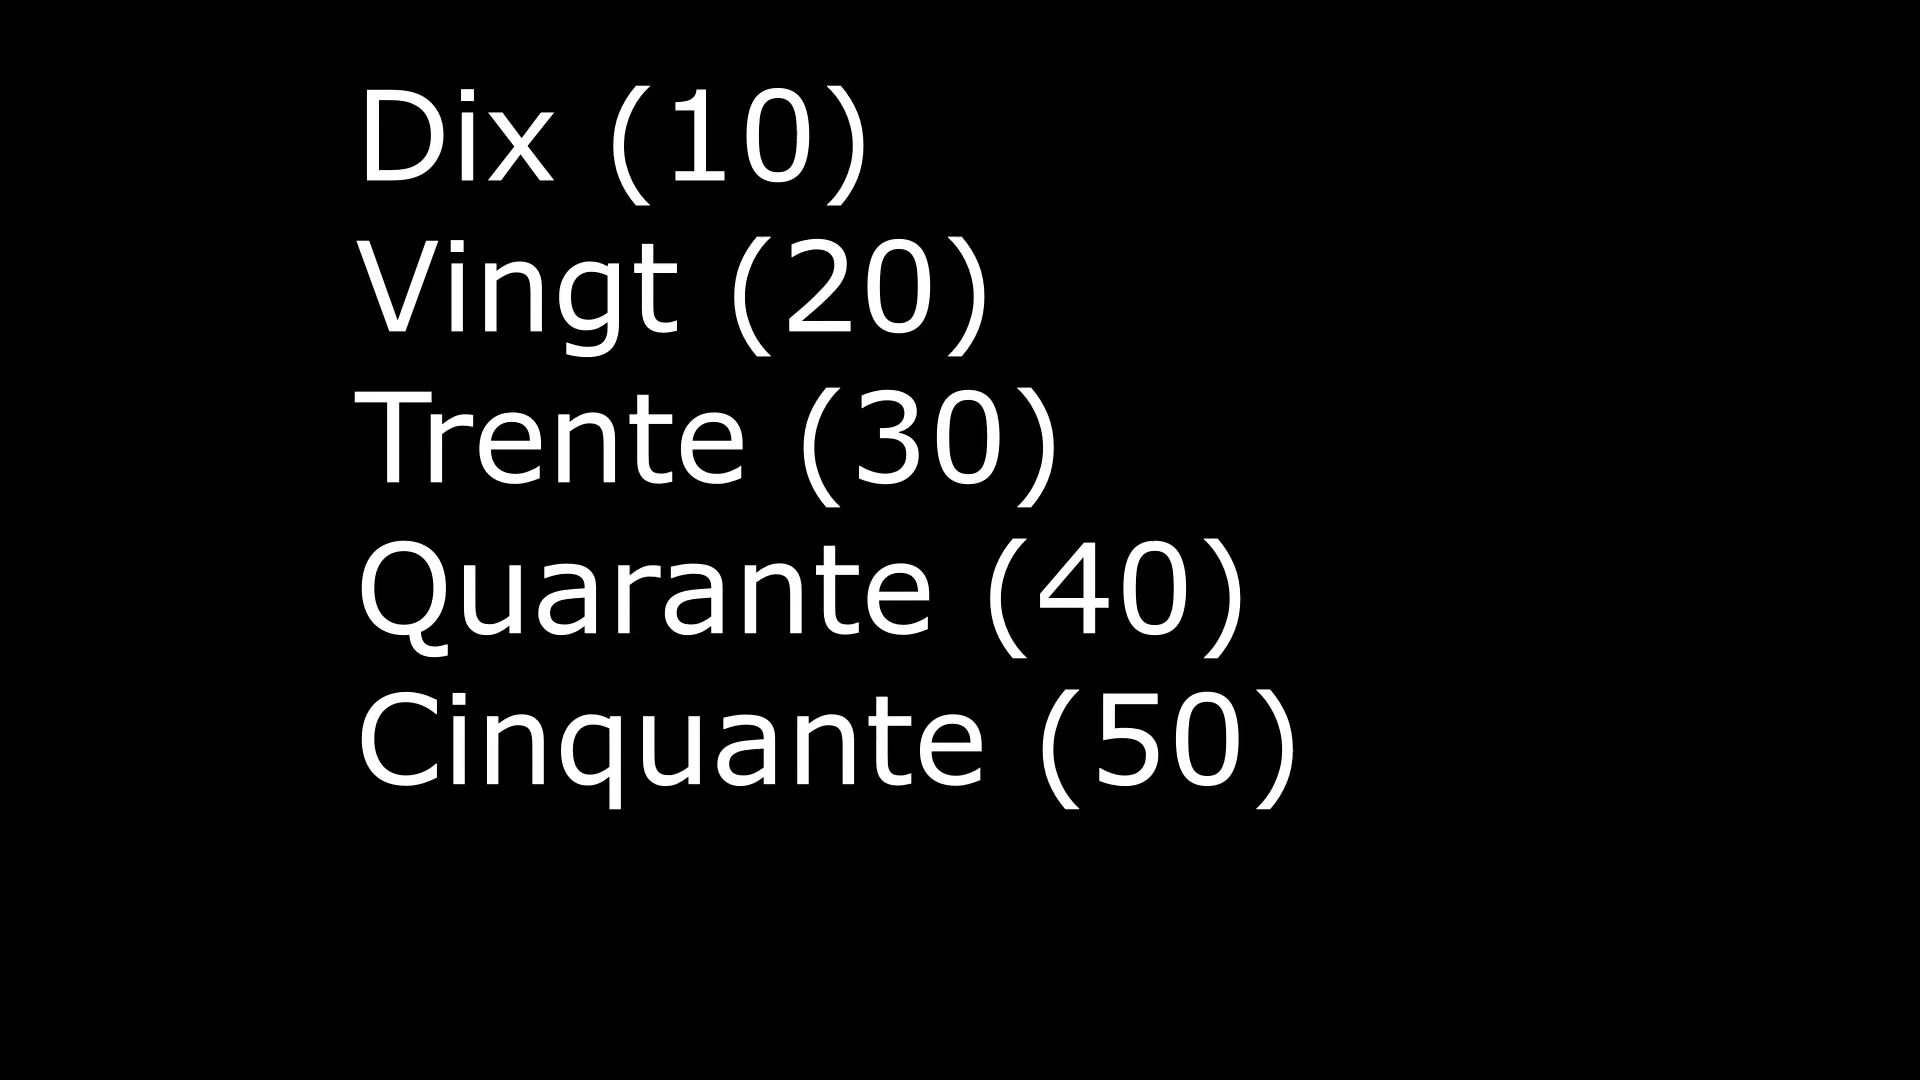 Dix (10)
Vingt (20)
Trente (30)
Quarante (40)
Cinquante (50)